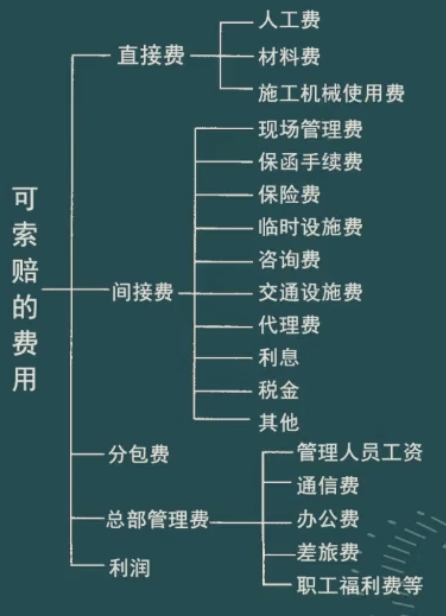 可索赔的费用
直接费
人工费
材料费
施工机械使用费
间接费
现场管理费
保函手续费
保险费
临时设施费
咨询费
交通设施费
代理费
利息
税金
其他
分包费
总部管理费
管理人员工资
通信费
办公费
差旅费
职工福利费等
利润